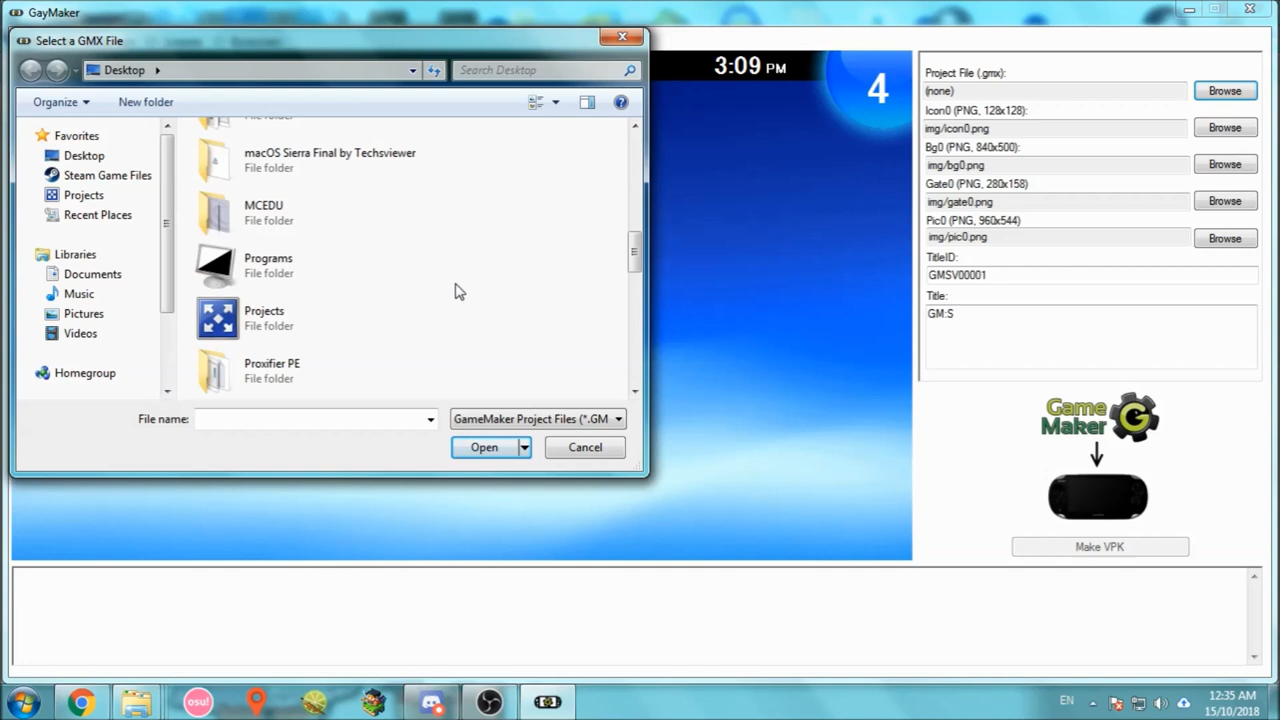 GayMaker
Select a GMX File
Desktop
Search Desktop
Organize
New folder
Favorites
Desktop
Steam Game Files
Projects
Recent Places
Libraries
Documents
Music
Pictures
Videos
Homegroup
File folder
macOS Sierra Final by Techsviewer
File folder
MCEDU
File folder
Programs
File folder
Projects
File folder
Proxifier PE
File folder
File name:
GameMaker Project Files (*.GM
Open
Cancel
3:09 PM
4
Project File (.gmx):
(none)
Browse
Icon0 (PNG, 128x128):
img/icon0.png
Browse
Bg0 (PNG, 840x500):
img/bg0.png
Browse
Gate0 (PNG, 280x158)
img/gate0.png
Browse
Pic0 (PNG, 960x544)
img/pic0.png
Browse
TitleID:
GMSV00001
Title:
GM:S
Game
Maker
Make VPK
osu!
EN
12:35 AM
15/10/2018